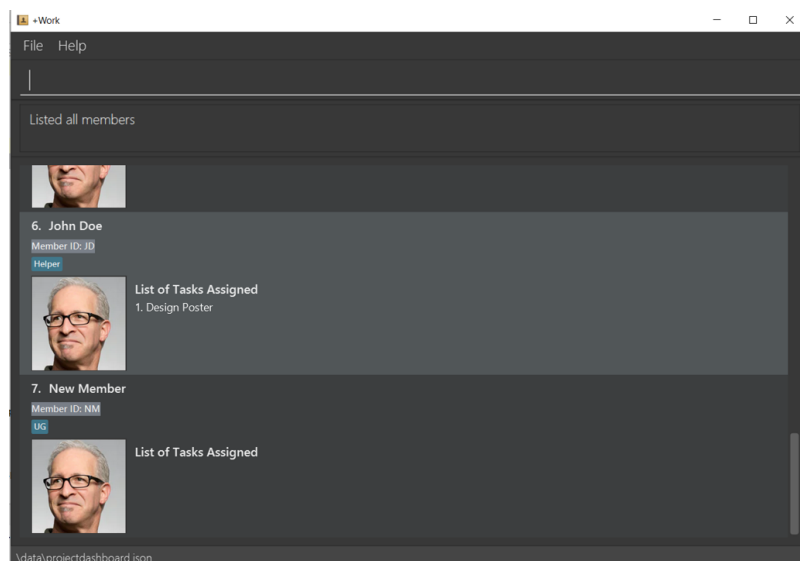 +Work
File Help
Listed all members
6. John Doe
Member ID: JD
Helper
List of Tasks Assigned
1. Design Poster
7. New Member
Member ID: NM
UG
List of Tasks Assigned
\data\projectdashboard.json